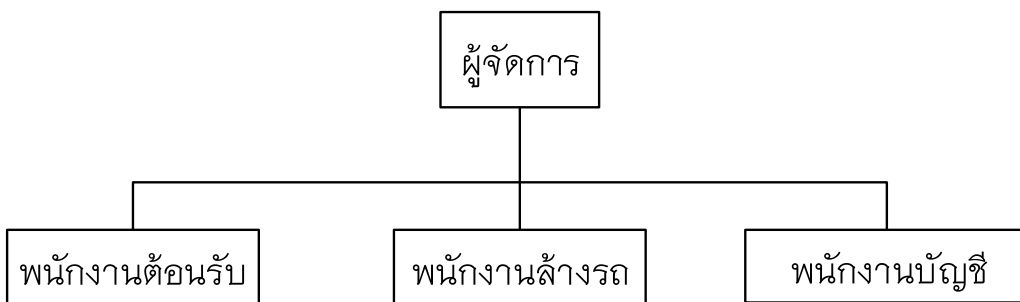 ผู้จัดการ
พนักงานต้อนรับ
พนักงานล้างรถ
พนักงานบัญชี